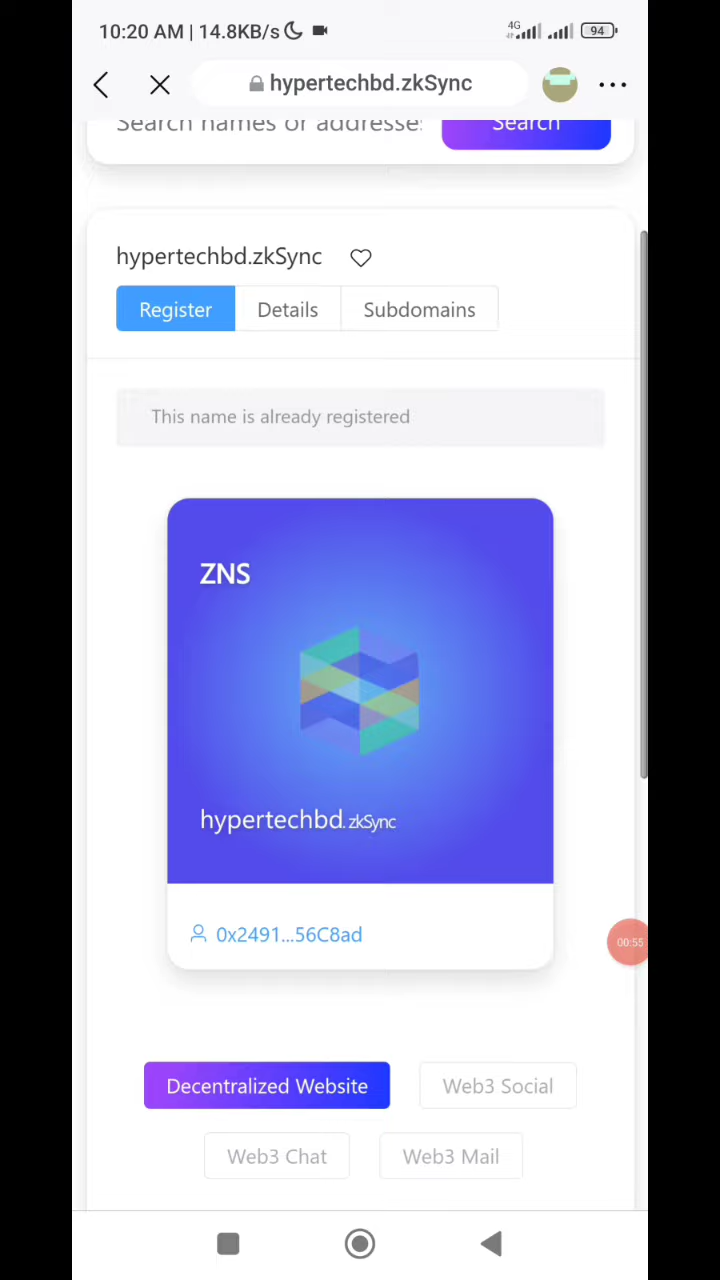 10:20 AM | 14.8KB/s 4G 94
hypertechbd.zkSync
Search names or addresses Search
hypertechbd.zkSync
Register Details Subdomains
This name is already registered
ZNS
hypertechbd.zkSync
0x2491...56C8ad
00:55
Decentralized Website Web3 Social
Web3 Chat Web3 Mail